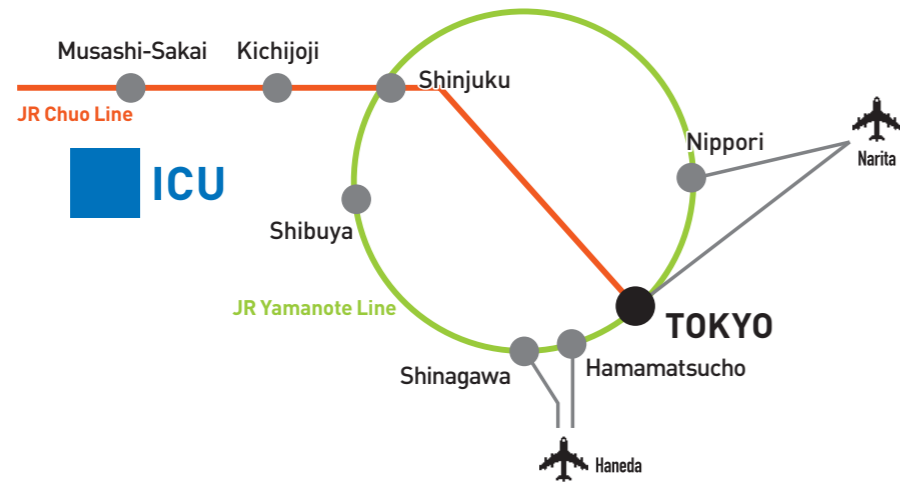 Musashi-Sakai
Kichijoji
Shinjuku
JR Chuo Line
Nippori
Narita
ICU
Shibuya
JR Yamanote Line
TOKYO
Shinagawa
Hamamatsucho
Haneda